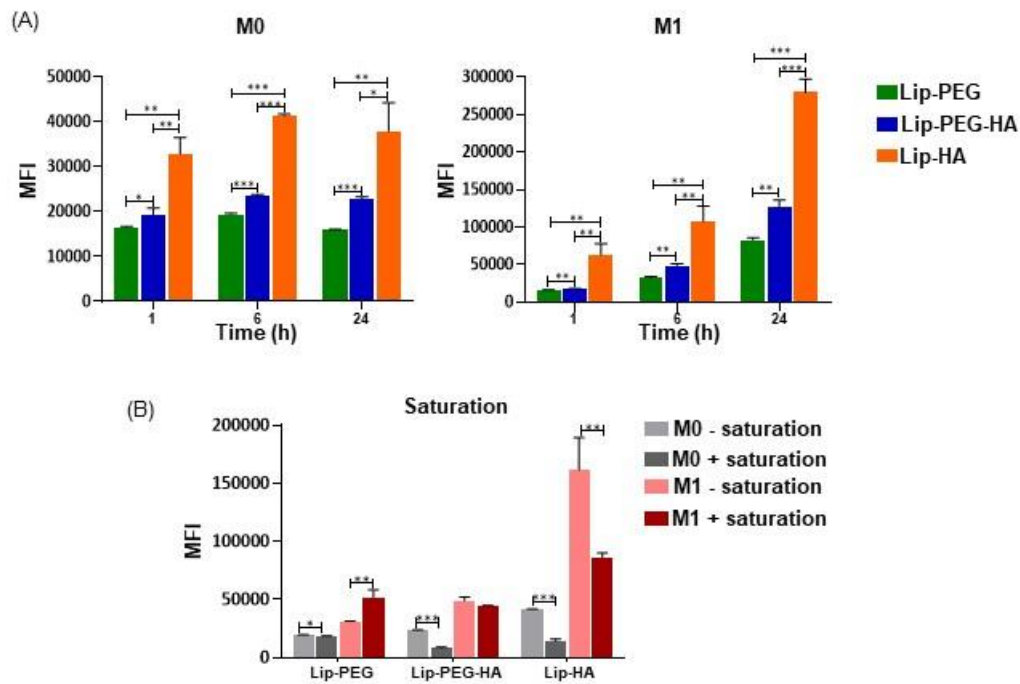 (A)
M0
M1
50000
40000
30000
20000
10000
0
MFI
** ** * *** *** *** ** * ***
1 6 24
Time (h)
300000
250000
200000
150000
100000
50000
0
MFI
** ** ** ** ** ** *** *** **
1 6 24
Time (h)
Lip-PEG
Lip-PEG-HA
Lip-HA
(B)
Saturation
200000
150000
100000
50000
0
MFI
* ** *** *** **
Lip-PEG Lip-PEG-HA Lip-HA
M0 - saturation
M0 + saturation
M1 - saturation
M1 + saturation